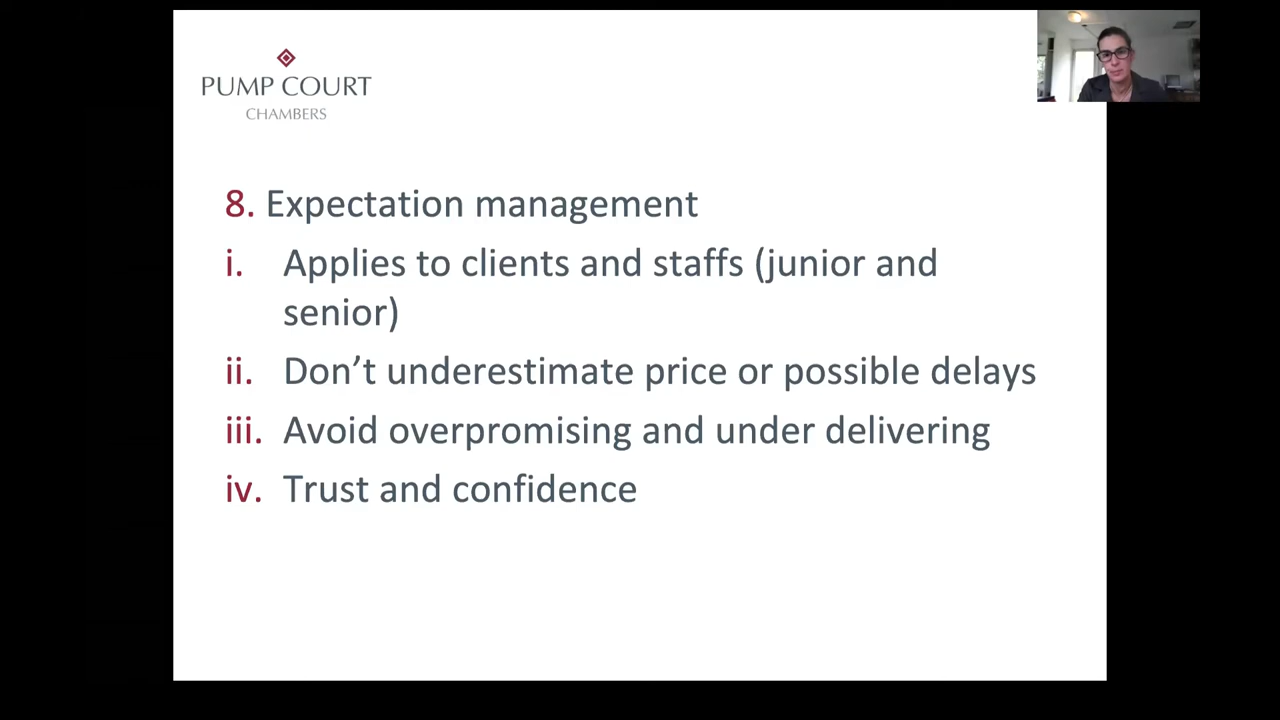 PUMP COURT
CHAMBERS
8. Expectation management
i. Applies to clients and staffs (junior and
senior)
ii. Don’t underestimate price or possible delays
iii. Avoid overpromising and under delivering
iv. Trust and confidence